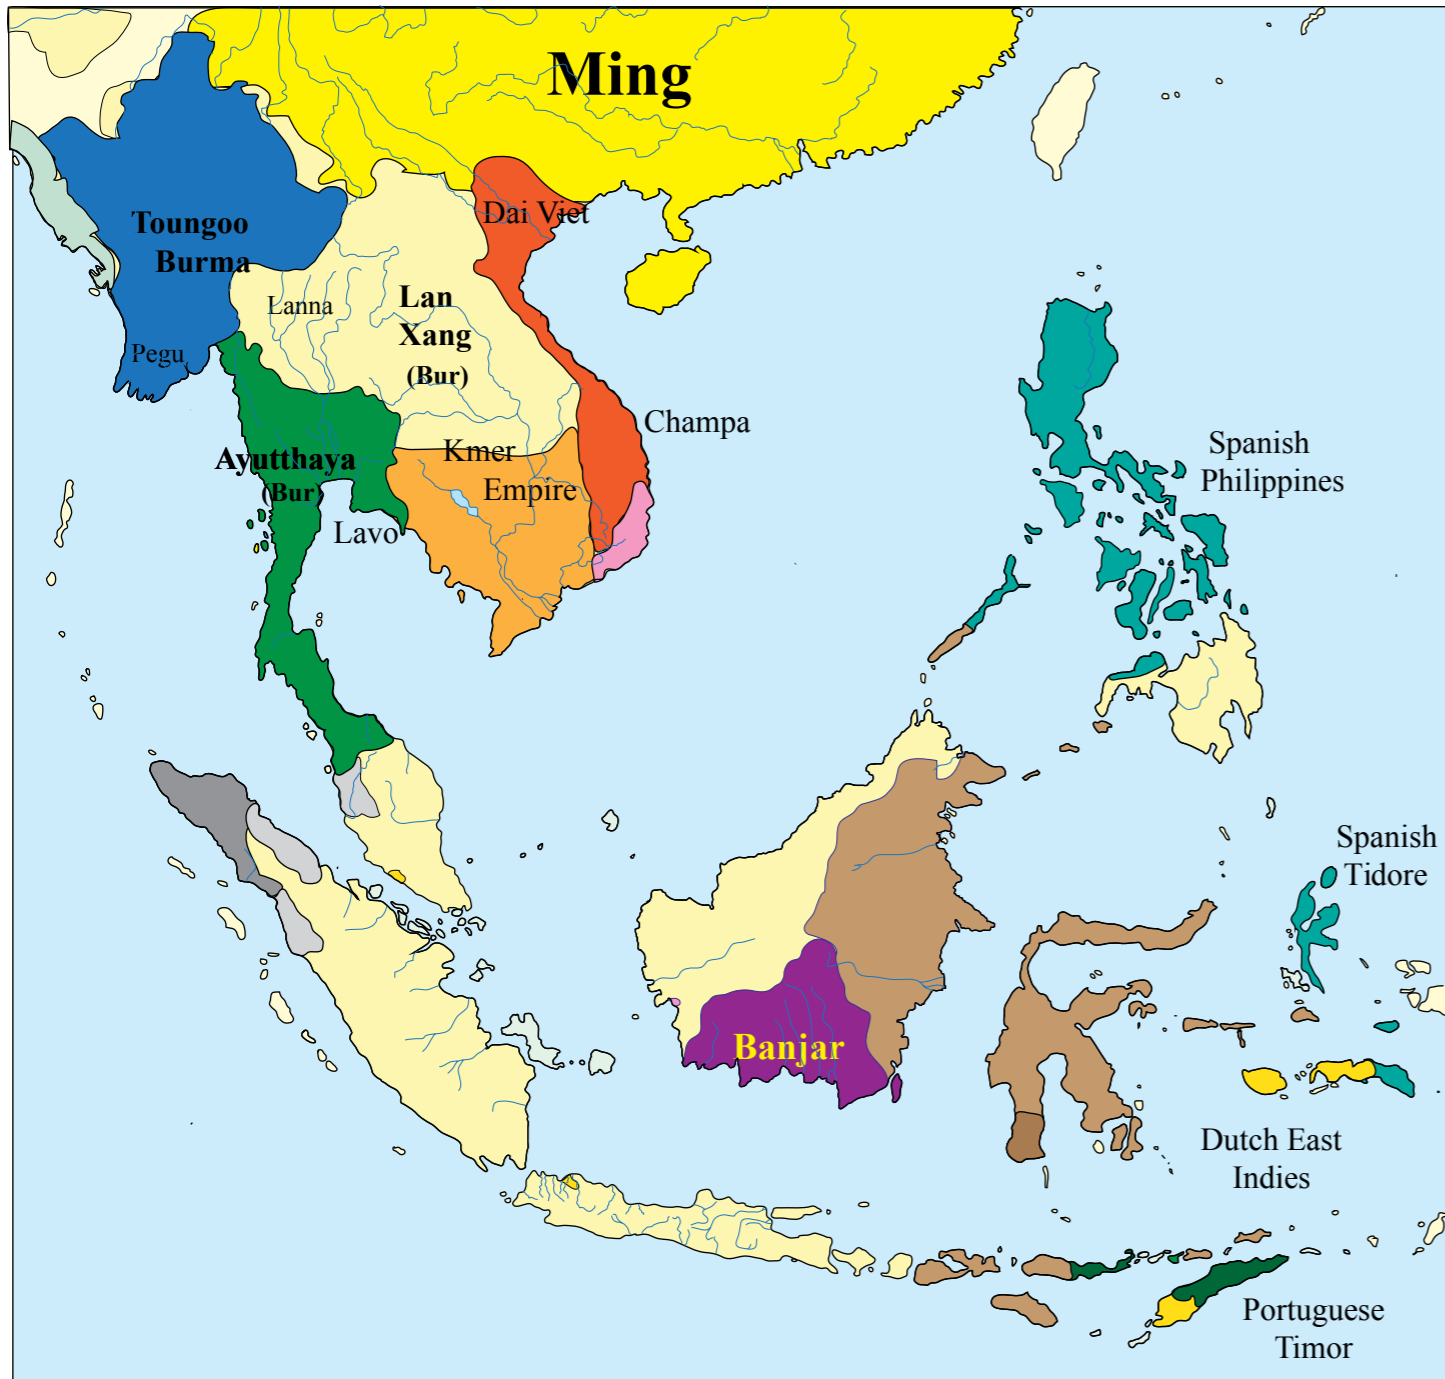 Ming
Dai Viet
Toungoo
Burma
Lanna
Lan
Xang
(Bur)
Pegu
Champa
Kmer
Empire
Ayutthaya
(Bur)
Lavo
Spanish
Philippines
Spanish
Tidore
Banjar
Dutch East
Indies
Portuguese
Timor